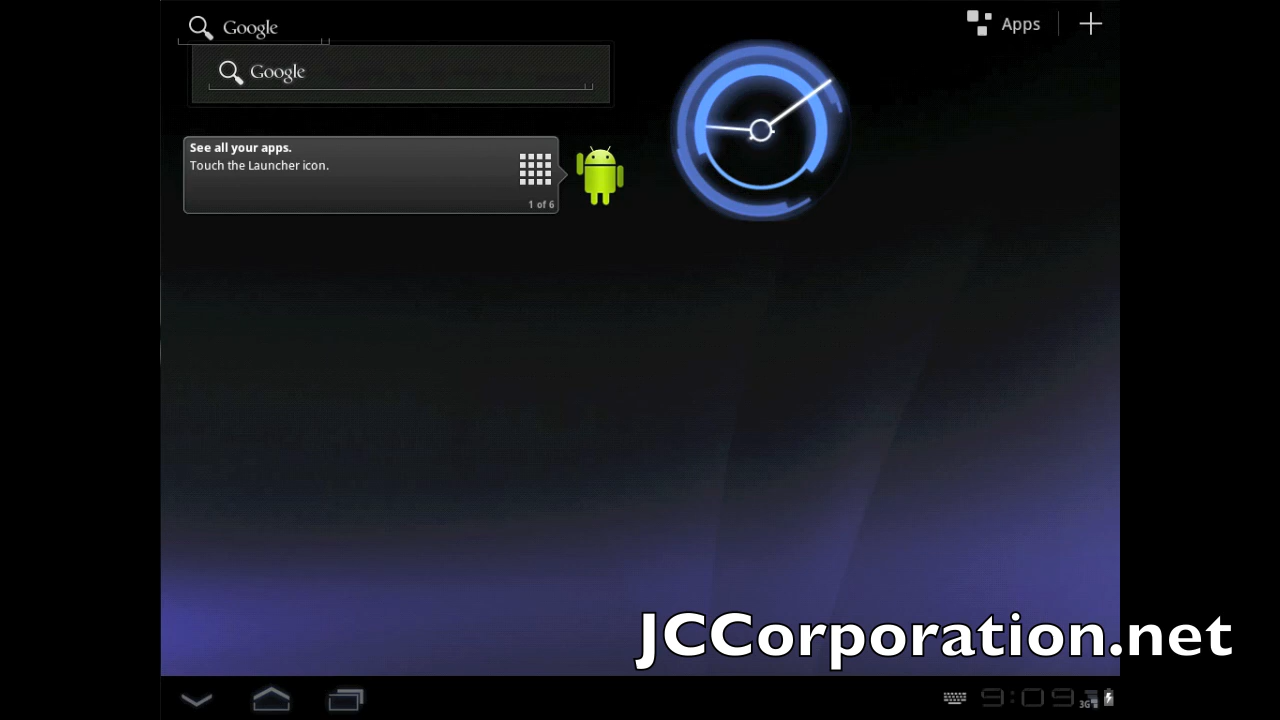 Google
Apps
Google
See all your apps.
Touch the Launcher icon.
1 of 6
JCCorporation.net
9:09
3G